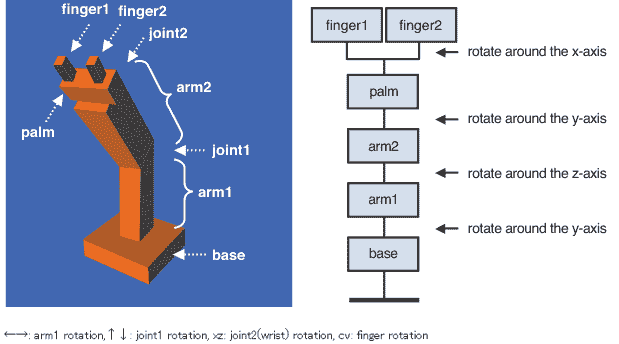 finger1
finger2
joint2
arm2
palm
joint1
arm1
base
finger1 finger2
rotate around the x-axis
palm
rotate around the y-axis
arm2
rotate around the z-axis
arm1
rotate around the y-axis
base
←→: arm1 rotation, ↑↓: joint1 rotation, xz: joint2(wrist) rotation, cv: finger rotation